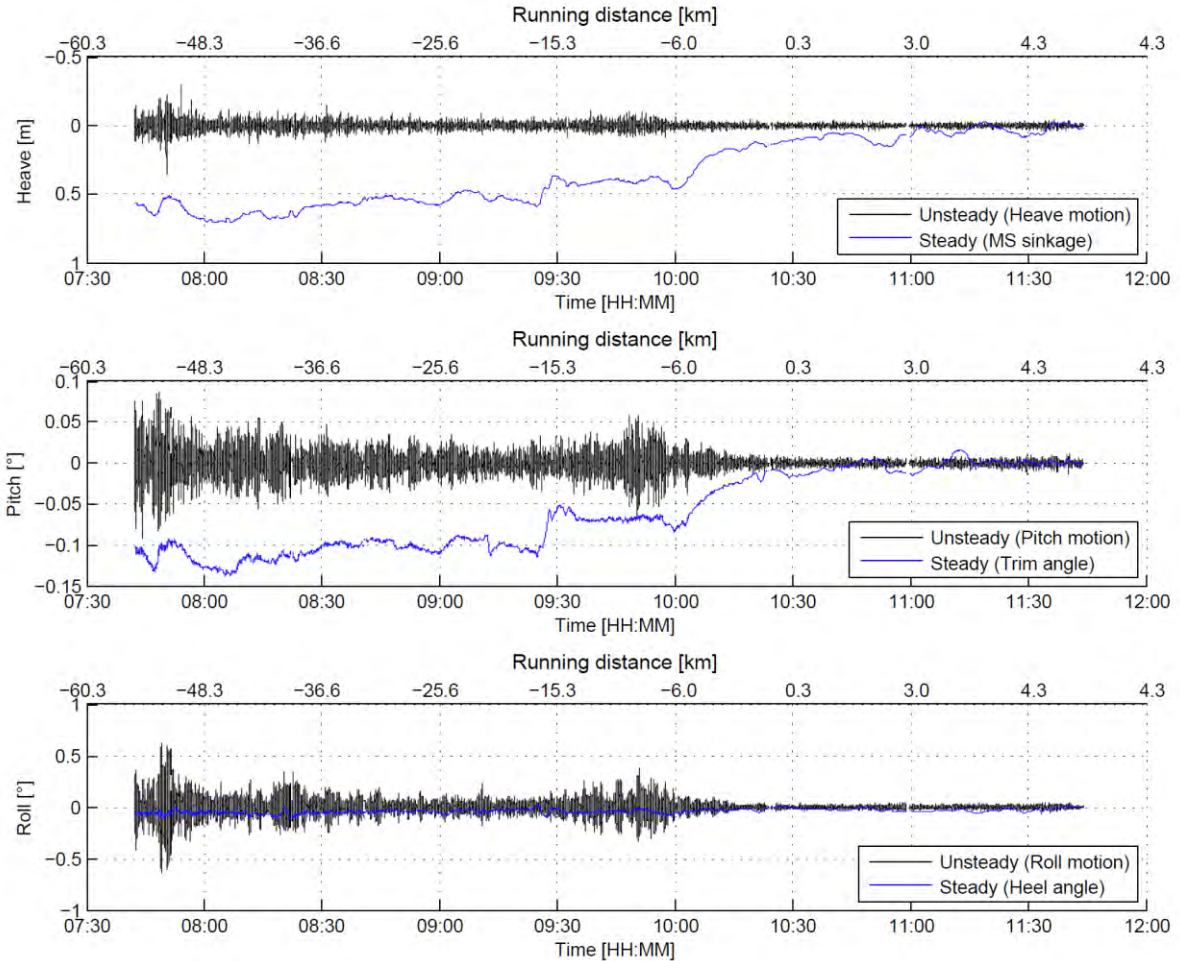 Running distance [km]
−60.3 −48.3 −36.6 −25.6 −15.3 −6.0 0.3 3.0 4.3 4.3
−0.5
0
0.5
1
Heave [m]
Unsteady (Heave motion)
Steady (MS sinkage)
07:30 08:00 08:30 09:00 09:30 10:00 10:30 11:00 11:30 12:00
Time [HH:MM]
Running distance [km]
−60.3 −48.3 −36.6 −25.6 −15.3 −6.0 0.3 3.0 4.3 4.3
0.1
0.05
0
−0.05
−0.1
−0.15
Pitch [°]
Unsteady (Pitch motion)
Steady (Trim angle)
07:30 08:00 08:30 09:00 09:30 10:00 10:30 11:00 11:30 12:00
Time [HH:MM]
Running distance [km]
−60.3 −48.3 −36.6 −25.6 −15.3 −6.0 0.3 3.0 4.3 4.3
1
0.5
0
−0.5
−1
Roll [°]
Unsteady (Roll motion)
Steady (Heel angle)
07:30 08:00 08:30 09:00 09:30 10:00 10:30 11:00 11:30 12:00
Time [HH:MM]